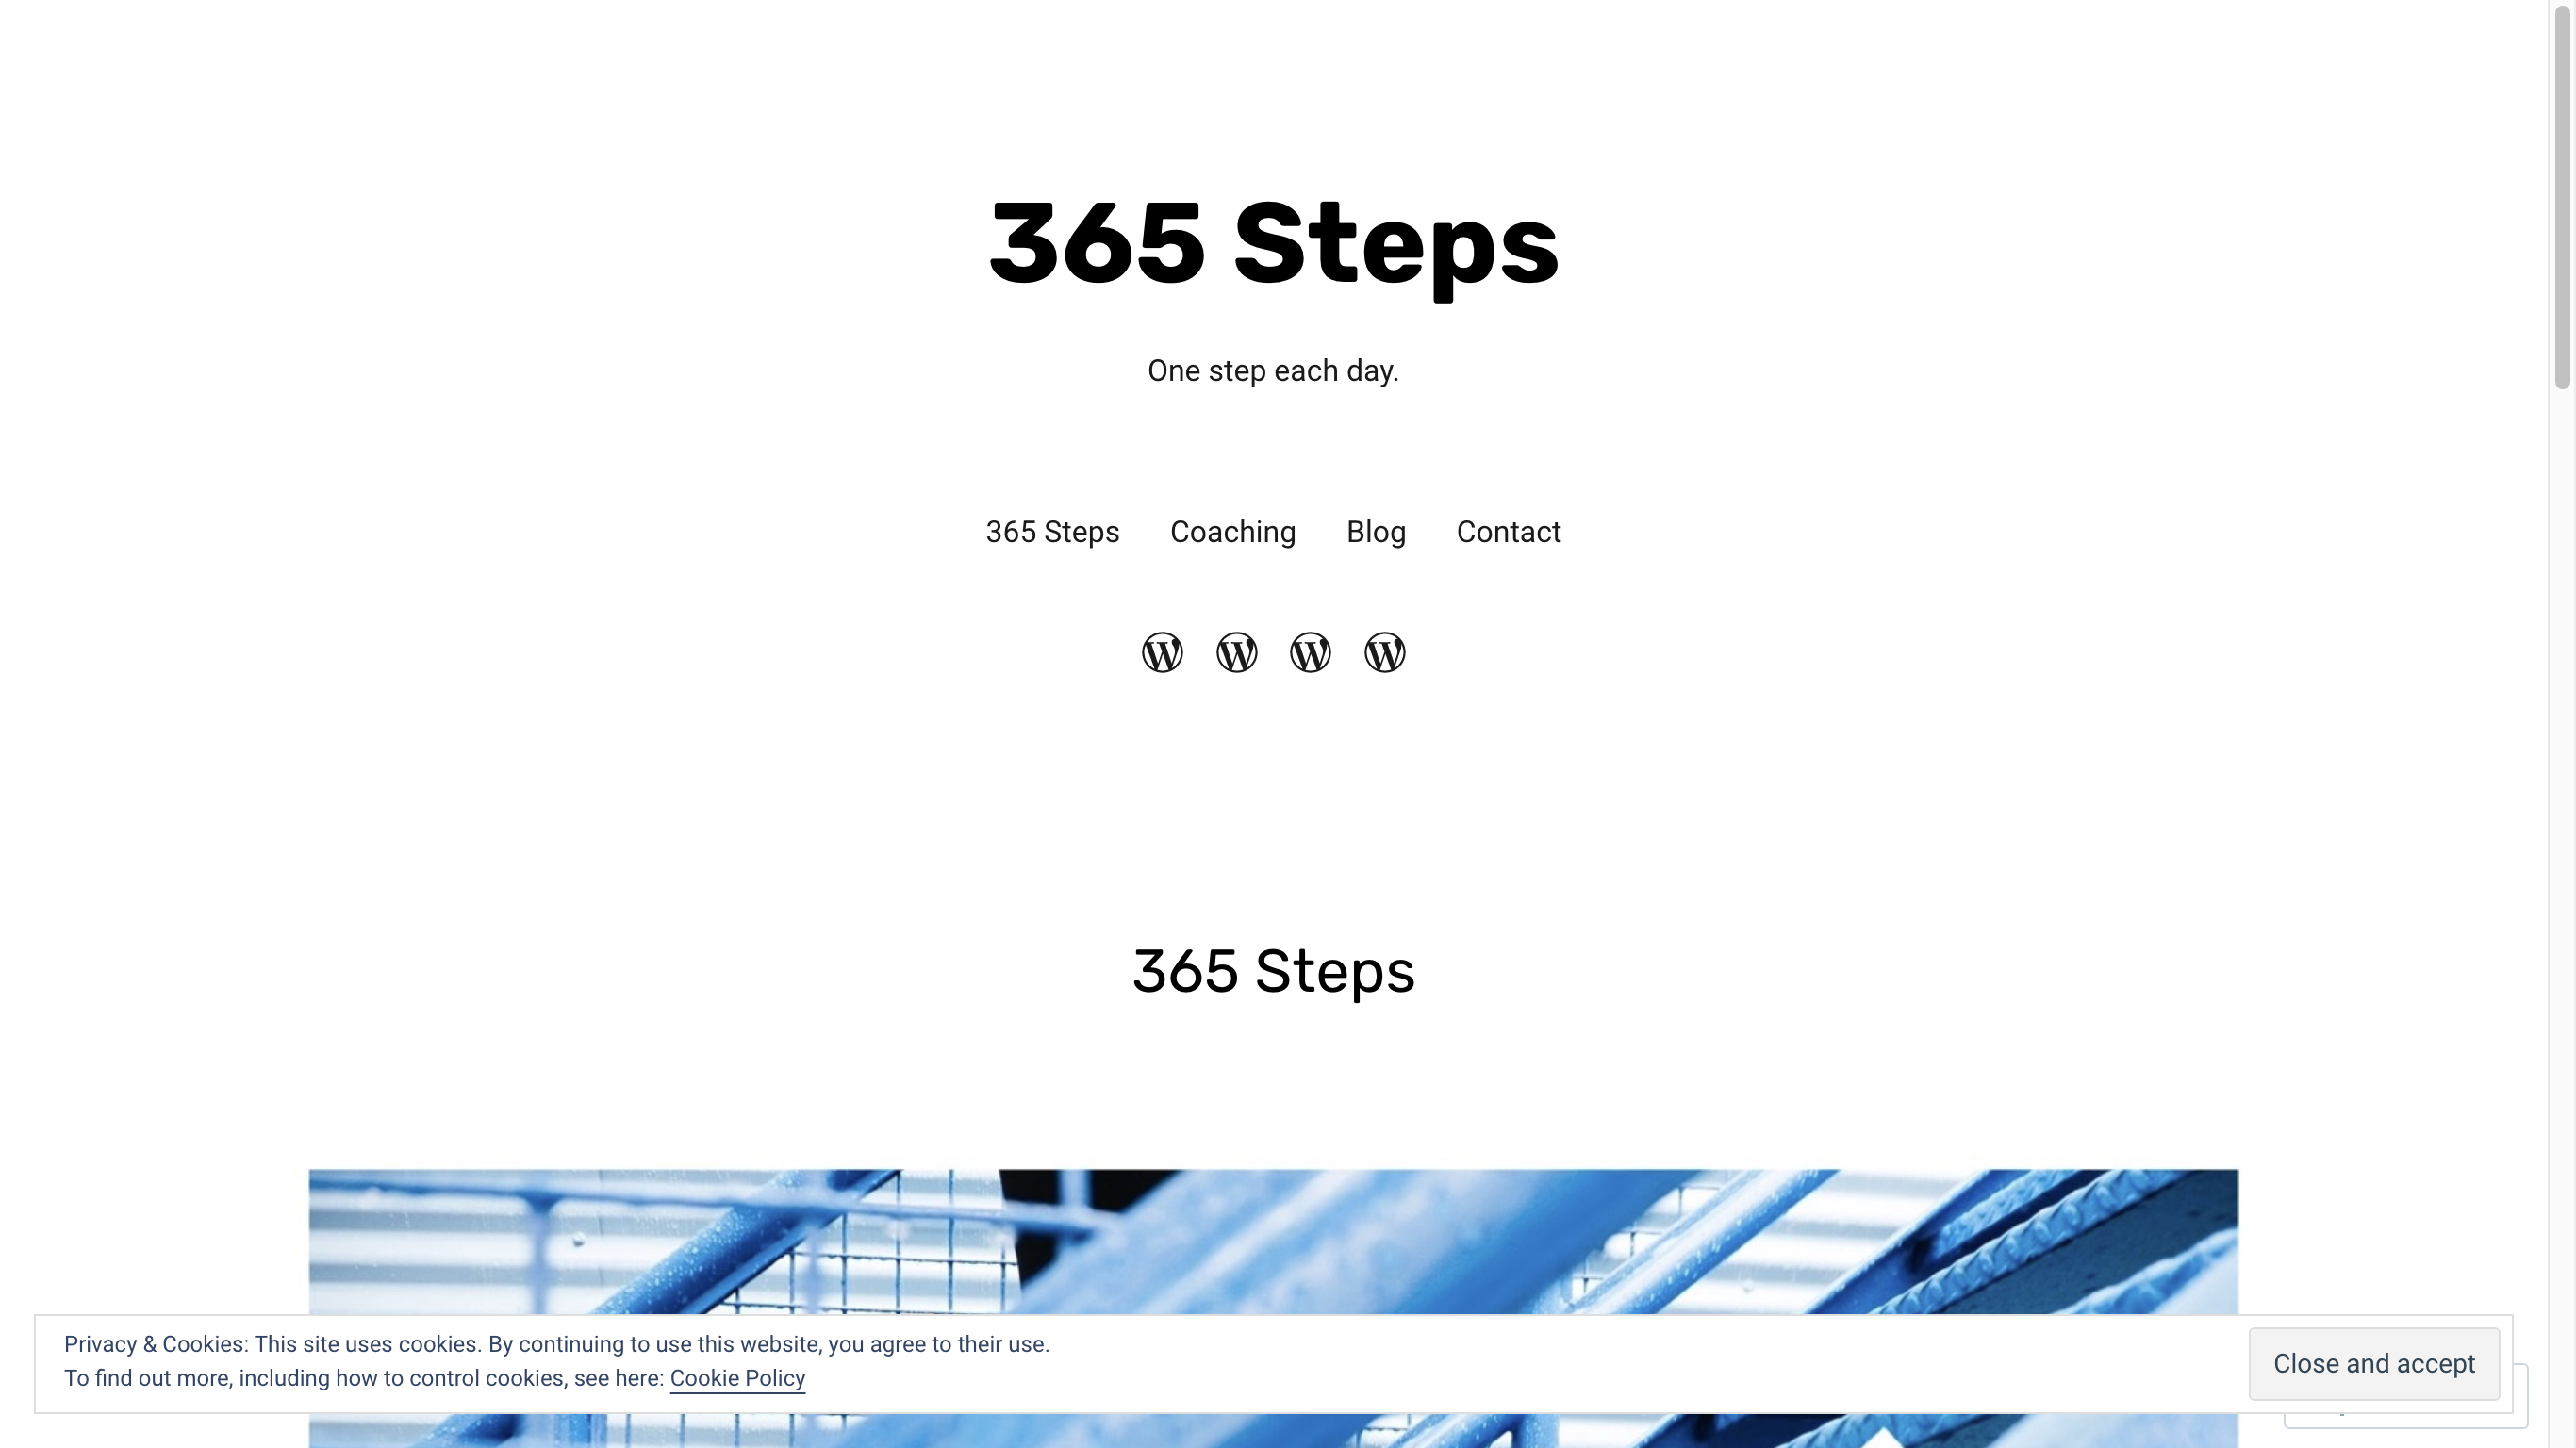 365 Steps
One step each day.
365 Steps Coaching Blog Contact
365 Steps
Privacy & Cookies: This site uses cookies. By continuing to use this website, you agree to their use.
To find out more, including how to control cookies, see here: Cookie Policy
Close and accept